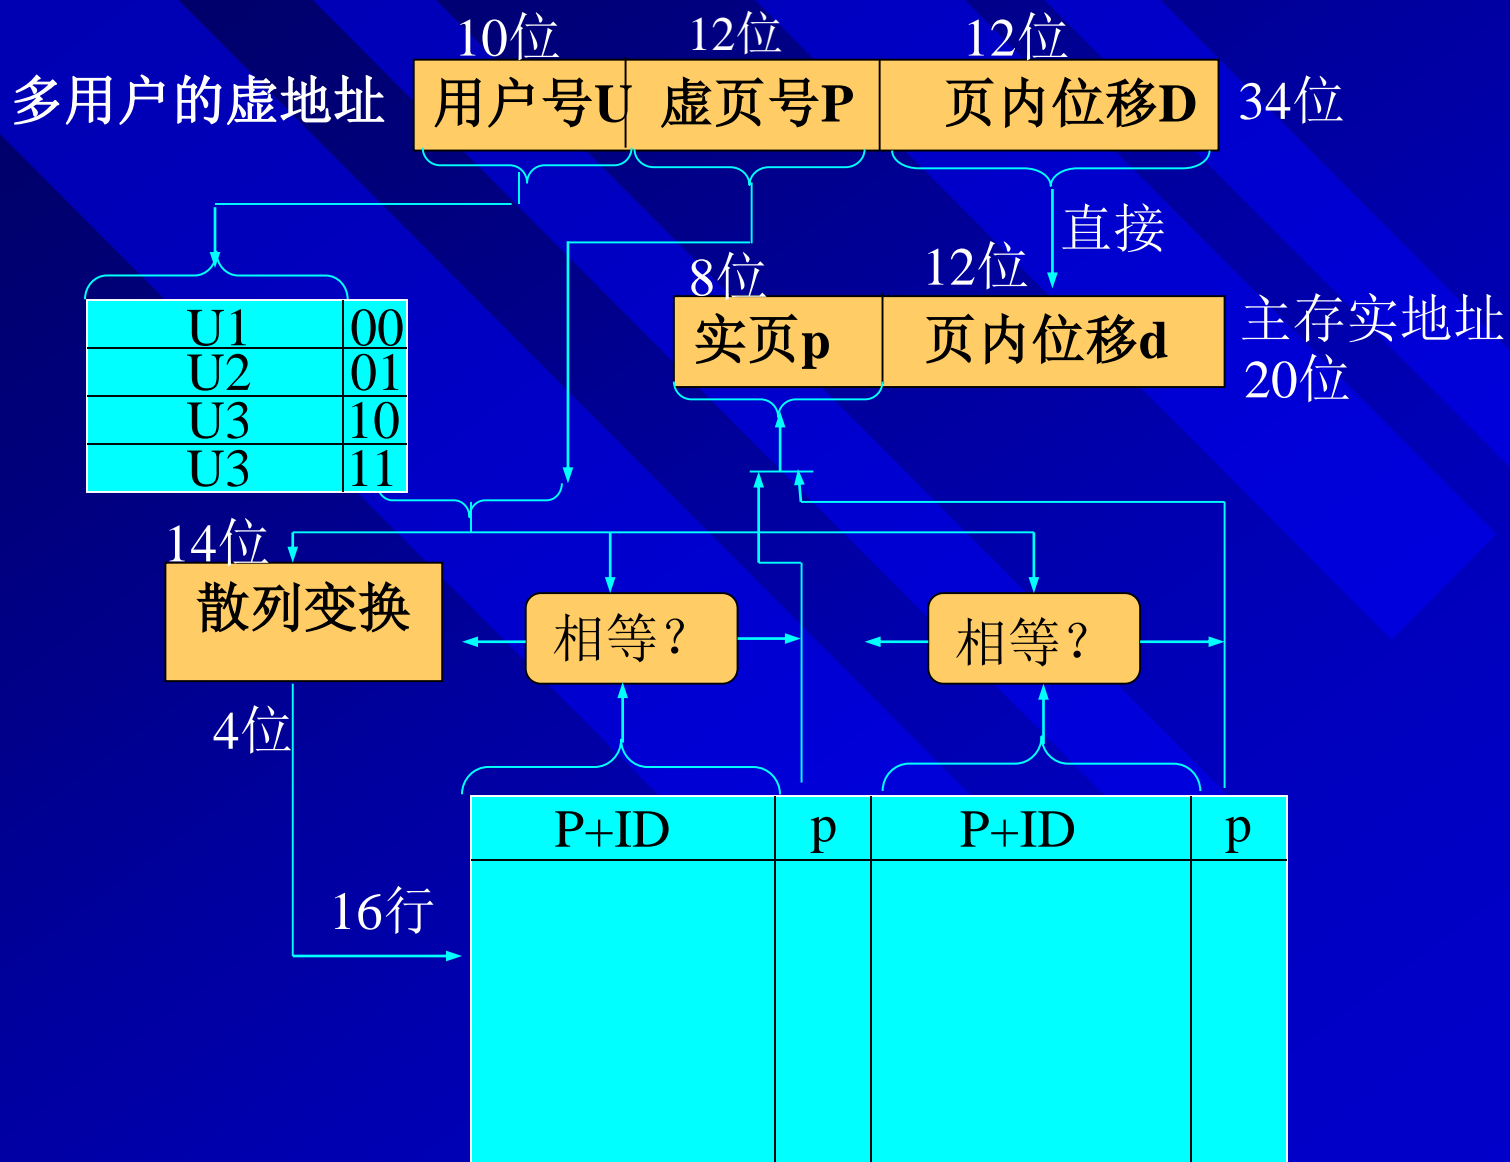 10位 12位 12位
多用户的虚地址 用户号U 虚页号P 页内位移D 34位
直接
8位 12位
实页p 页内位移d 主存实地址
20位
U1 00
U2 01
U3 10
U3 11
14位
散列变换 相等? 相等?
4位
P+ID p P+ID p
16行